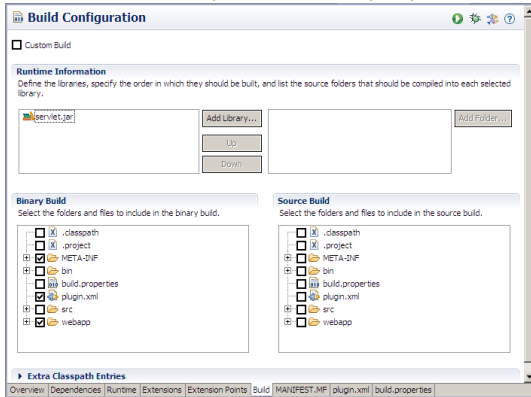 Build Configuration
Custom Build
Runtime Information
Define the libraries, specify the order in which they should be built, and list the source folders that should be compiled into each selected
library.
servlet.jar
Add Library...
Add Folder...
Up
Down
Binary Build
Select the folders and files to include in the binary build.
.classpath
.project
META-INF
bin
build.properties
plugin.xml
src
webapp
Source Build
Select the folders and files to include in the source build.
.classpath
.project
META-INF
bin
build.properties
plugin.xml
src
webapp
Extra Classpath Entries
Overview Dependencies Runtime Extensions Extension Points Build MANIFEST.MF plugin.xml build.properties